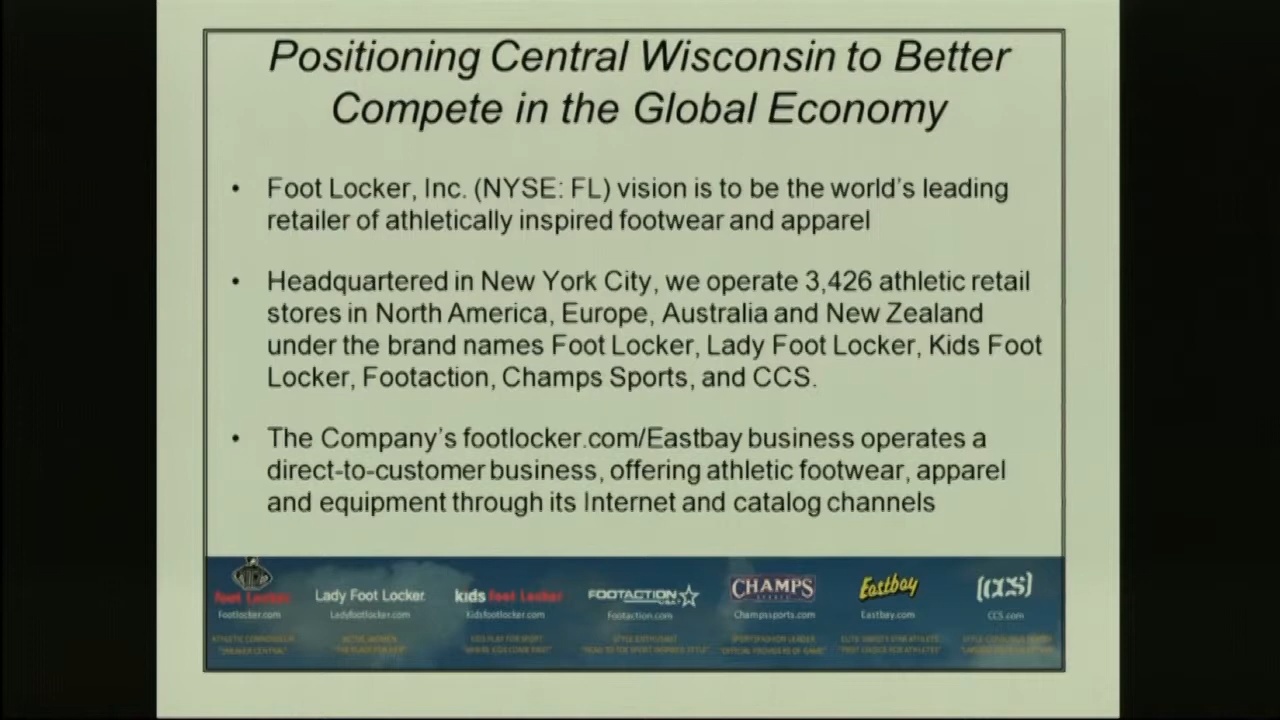 Positioning Central Wisconsin to Better
Compete in the Global Economy
• Foot Locker, Inc. (NYSE: FL) vision is to be the world's leading
retailer of athletically inspired footwear and apparel
• Headquartered in New York City, we operate 3,426 athletic retail
stores in North America, Europe, Australia and New Zealand
under the brand names Foot Locker, Lady Foot Locker, Kids Foot
Locker, Footaction, Champs Sports, and CCS.
• The Company's footlocker.com/Eastbay business operates a
direct-to-customer business, offering athletic footwear, apparel
and equipment through its Internet and catalog channels
Foot Locker Lady Foot Locker kids foot locker FOOTACTION CHAMPS SPORTS Eastbay (CCS)
Footlocker.com Ladyfootlocker.com Kidsfootlocker.com Footaction.com Champssports.com Eastbay.com CCS.com